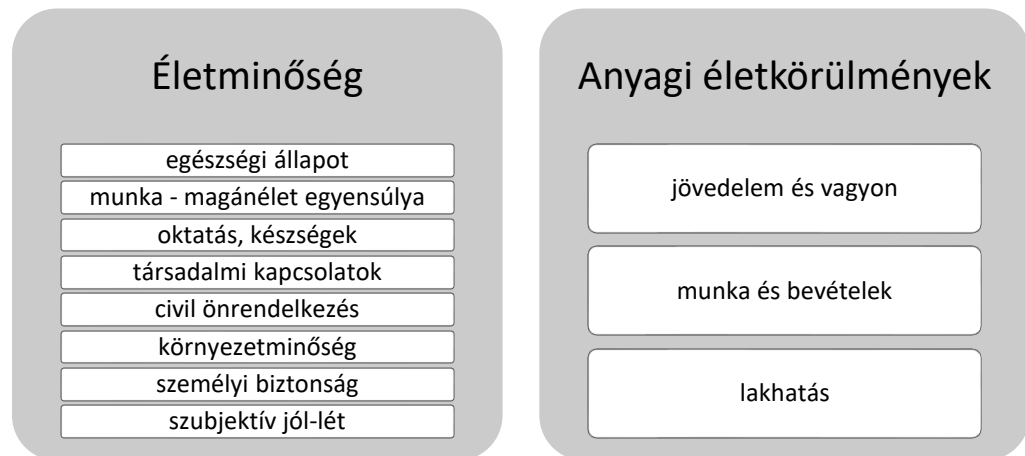 Életminőség
egészségi állapot
munka - magánélet egyensúlya
oktatás, készségek
társadalmi kapcsolatok
civil önrendelkezés
környezetminőség
személyi biztonság
szubjektív jól-lét
Anyagi életkörülmények
jövedelem és vagyon
munka és bevételek
lakhatás